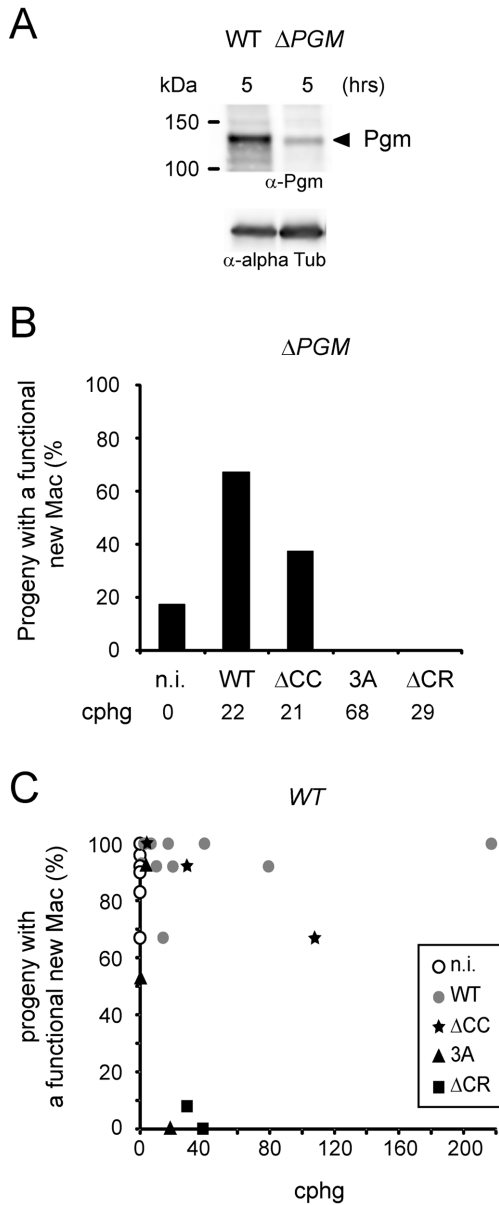 A
WT ΔPGM
kDa 5 5 (hrs)
150
100
Pgm
α-Pgm
α-alpha Tub
B
ΔPGM
Progeny with a functional
new Mac (%
100
80
60
40
20
0
n.i. WT ΔCC 3A ΔCR
cphg 0 22 21 68 29
C
WT
progeny with
a functional new Mac (%)
100
80
60
40
20
0
0 40 80 120 160 200
cphg
n.i.
WT
ΔCC
3A
ΔCR